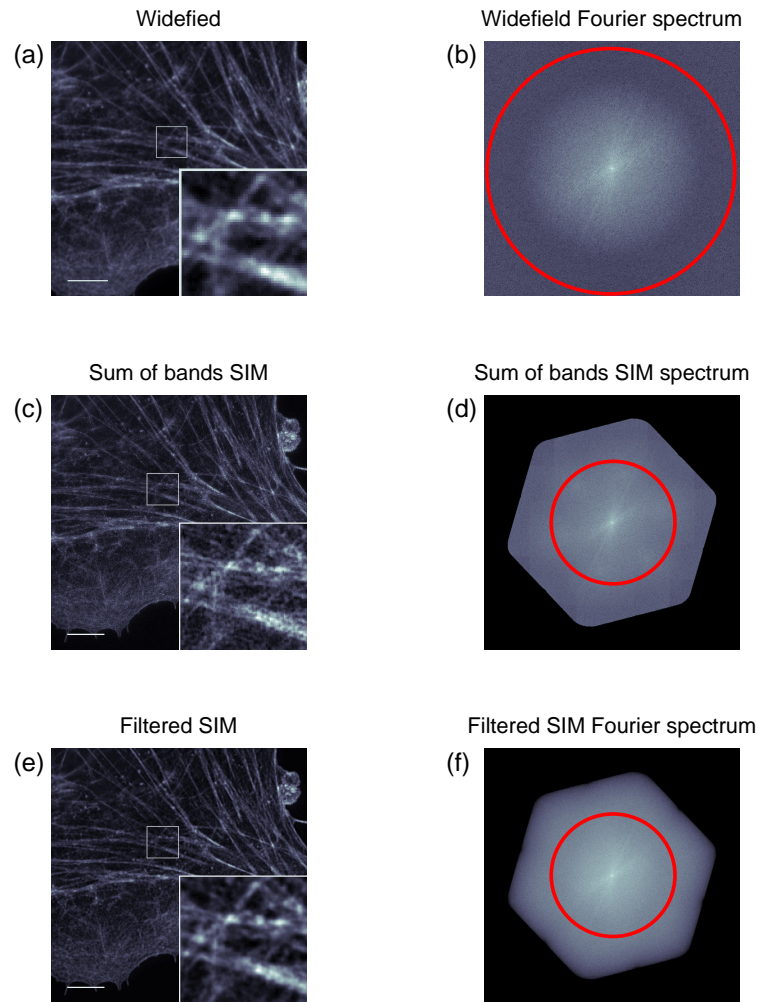 Widefied
Widefield Fourier spectrum
(a)
(b)
Sum of bands SIM
Sum of bands SIM spectrum
(c)
(d)
Filtered SIM
Filtered SIM Fourier spectrum
(e)
(f)